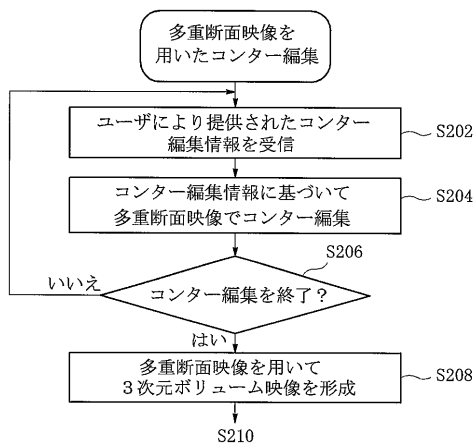 多重断面映像を
用いたコンター編集
ユーザにより提供されたコンター
編集情報を受信
S202
コンター編集情報に基づいて
多重断面映像でコンター編集
S204
S206
いいえ
コンター編集を終了?
はい
多重断面映像を用いて
3次元ボリューム映像を形成
S208
S210